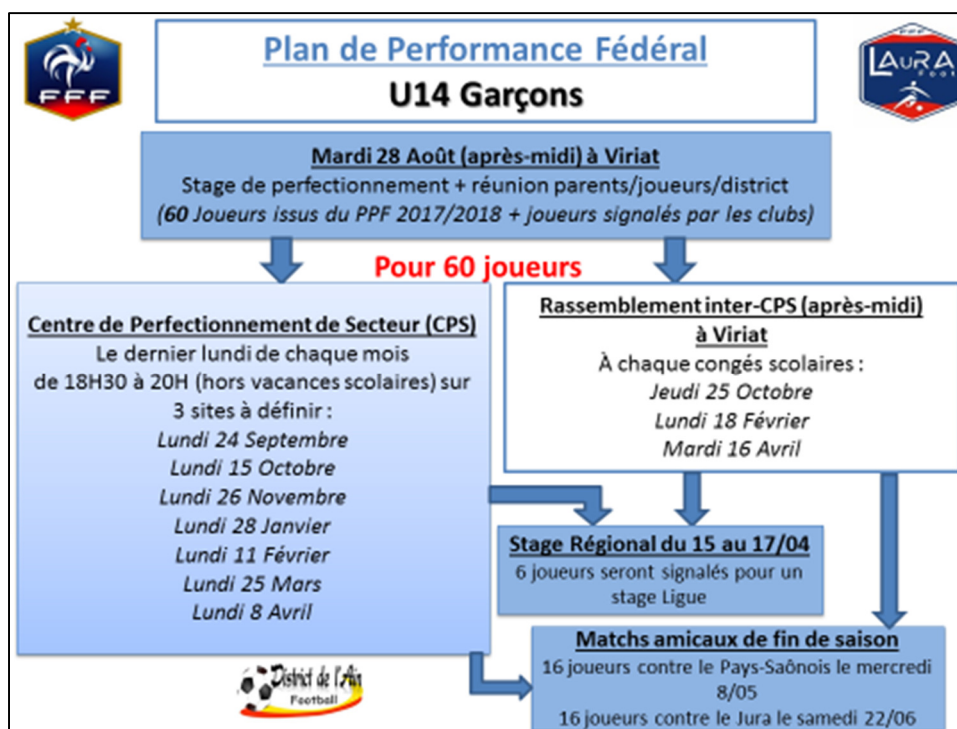 Plan de Performance Fédéral
U14 Garçons
FFF
LAuRA
Foot
Mardi 28 Août (après-midi) à Viriat
Stage de perfectionnement + réunion parents/joueurs/district
(60 Joueurs issus du PPF 2017/2018 + joueurs signalés par les clubs)
Pour 60 joueurs
Centre de Perfectionnement de Secteur (CPS)
Le dernier lundi de chaque mois
de 18H30 à 20H (hors vacances scolaires) sur
3 sites à définir :
Lundi 24 Septembre
Lundi 15 Octobre
Lundi 26 Novembre
Lundi 28 Janvier
Lundi 11 Février
Lundi 25 Mars
Lundi 8 Avril
Rassemblement inter-CPS (après-midi)
à Viriat
À chaque congés scolaires :
Jeudi 25 Octobre
Lundi 18 Février
Mardi 16 Avril
Stage Régional du 15 au 17/04
6 joueurs seront signalés pour un
stage Ligue
Matchs amicaux de fin de saison
16 joueurs contre le Pays-Saônois le mercredi
8/05
16 joueurs contre le Jura le samedi 22/06
District de l'Ain
Football